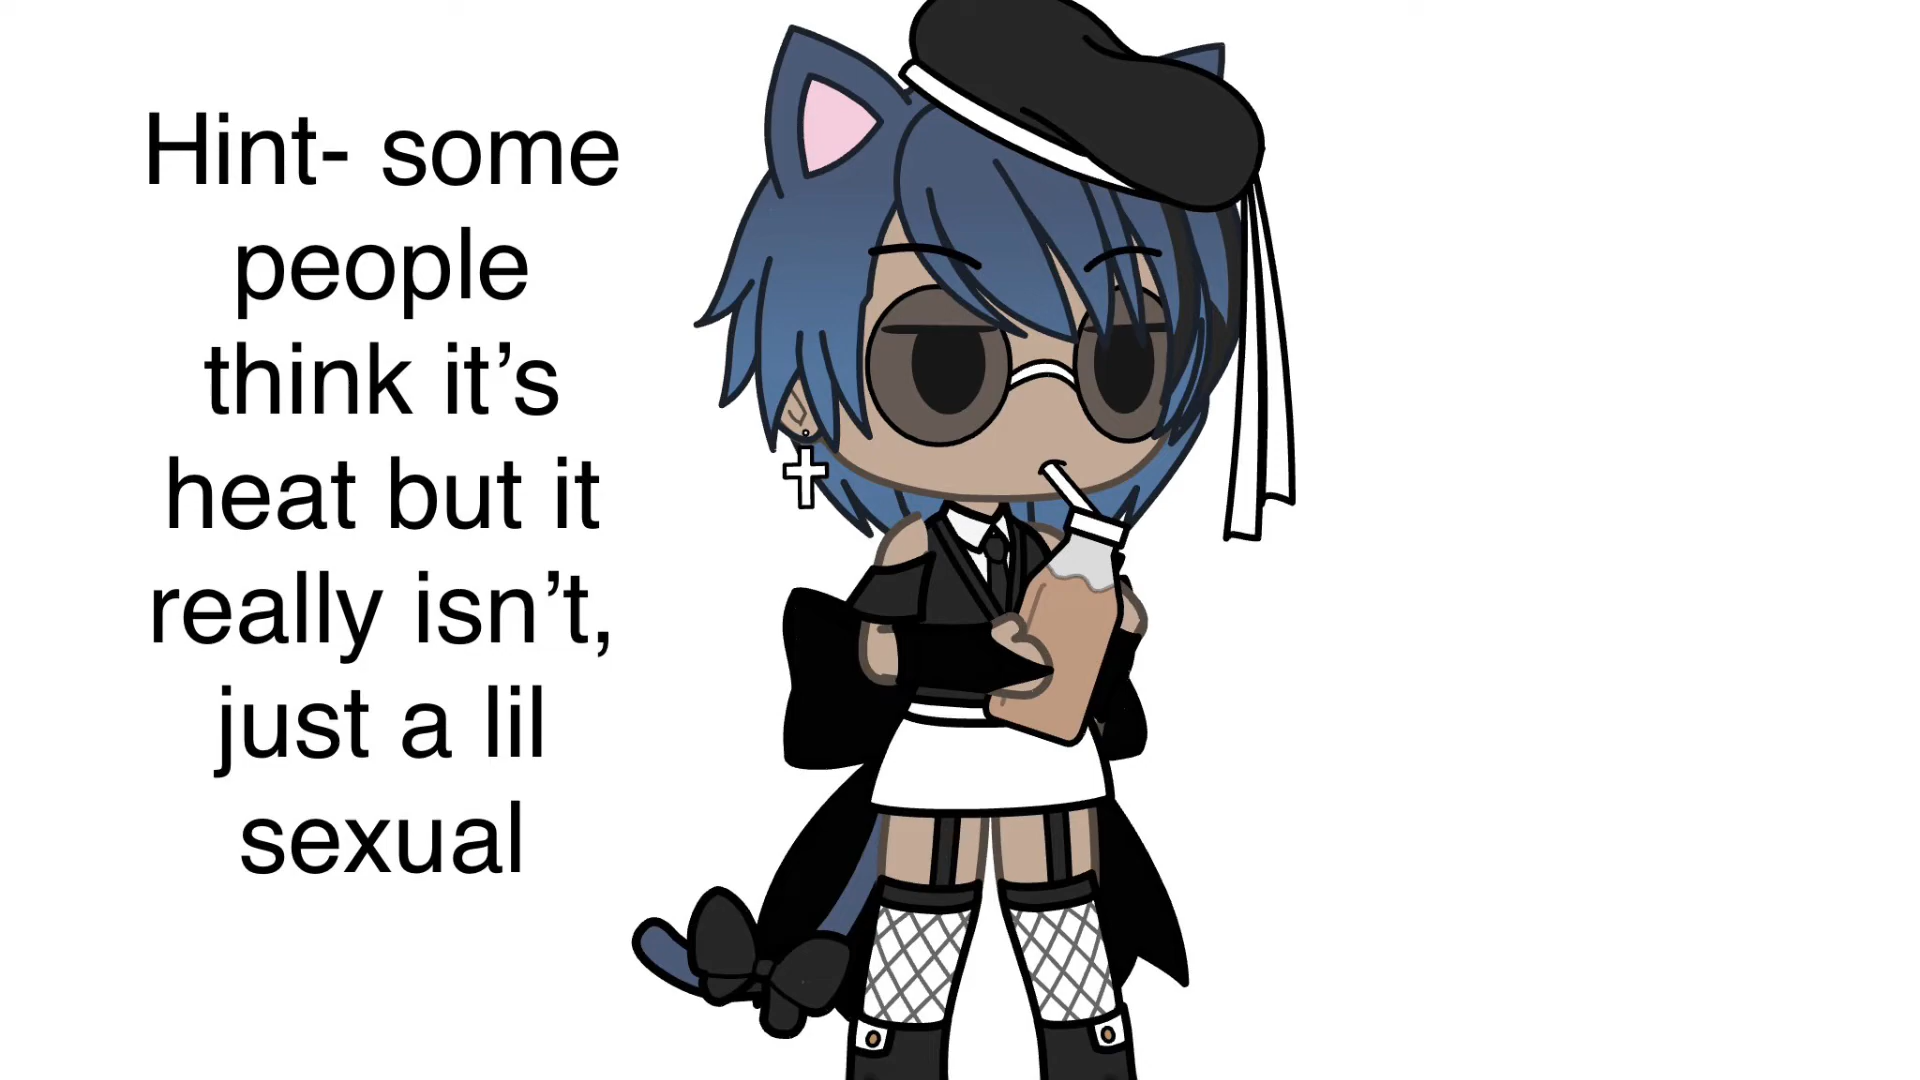 Hint- some
people
think it’s
heat but it
really isn’t,
just a lil
sexual